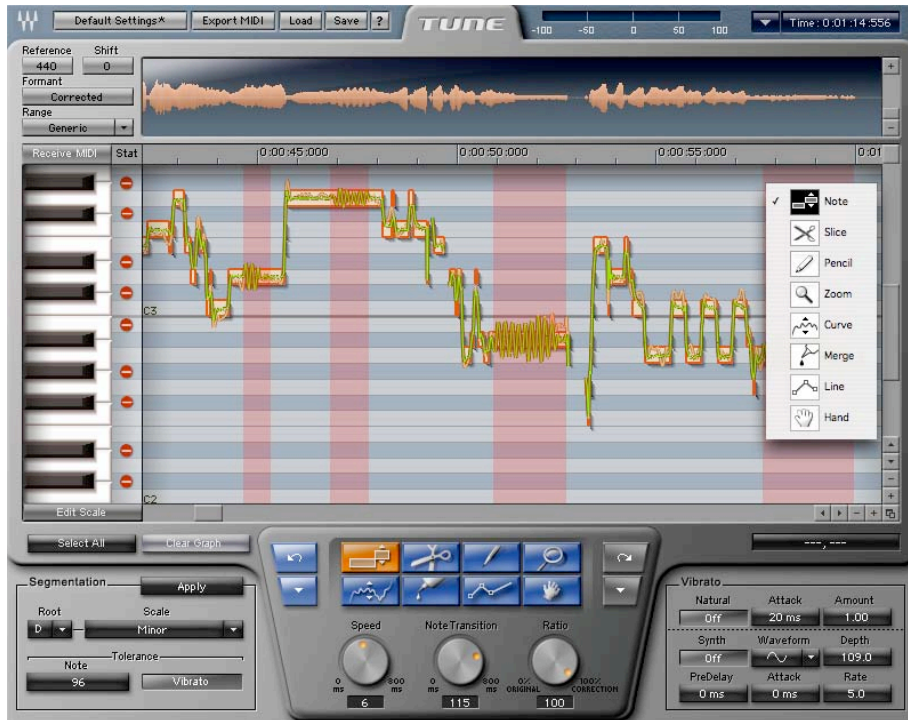 Default Settings* Export MIDI Load Save ? TUNE -100 -50 0 50 100 Time: 0:01:14:556
Reference Shift
440 0
Formant
Corrected
Range
Generic
Receive MIDI Stat 0:00:45:000 0:00:50:000 0:00:55:000 0:01
✓ Note
Slice
Pencil
Zoom
C3
Curve
Merge
Line
Hand
C2
Edit Scale
Select All Clear Graph ---,---
Segmentation Apply
Root Scale
D Minor
Tolerance
Note
96 Vibrato
Speed Note Transition Ratio
0 ms 800 ms 0 ms 800 ms 0% ORIGINAL 100% CORRECTION
6 115 100
Vibrato
Natural Attack Amount
Off 20 ms 1.00
Synth Waveform Depth
Off 109.0
PreDelay Attack Rate
0 ms 0 ms 5.0